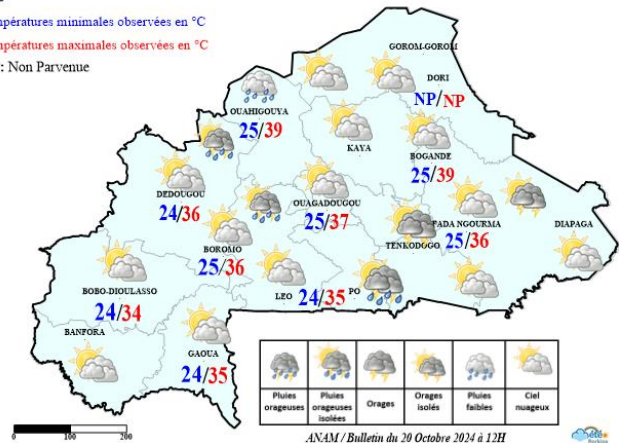 mpératures minimales observées en °C
mpératures maximales observées en °C
: Non Parvenue
GOROM-GOROM
DORI
NP/NP
OUAHIGOUYA
25/39
KAYA
BOGANDE
25/39
DEDOUGOU
24/36
OUAGADOUGOU
25/37
FADA NGOURMA
25/36
DIAPAGA
TENKODOGO
BOROMO
25/36
BOBO-DIOULASSO
24/34
LEO
24/35
PO
BANFORA
GAOUA
24/35
Pluies orageuses
Pluies orageuses isolées
Orages
Orages isolés
Pluies faibles
Ciel nuageux
0 100 200
ANAM / Bulletin du 20 Octobre 2024 à 12H